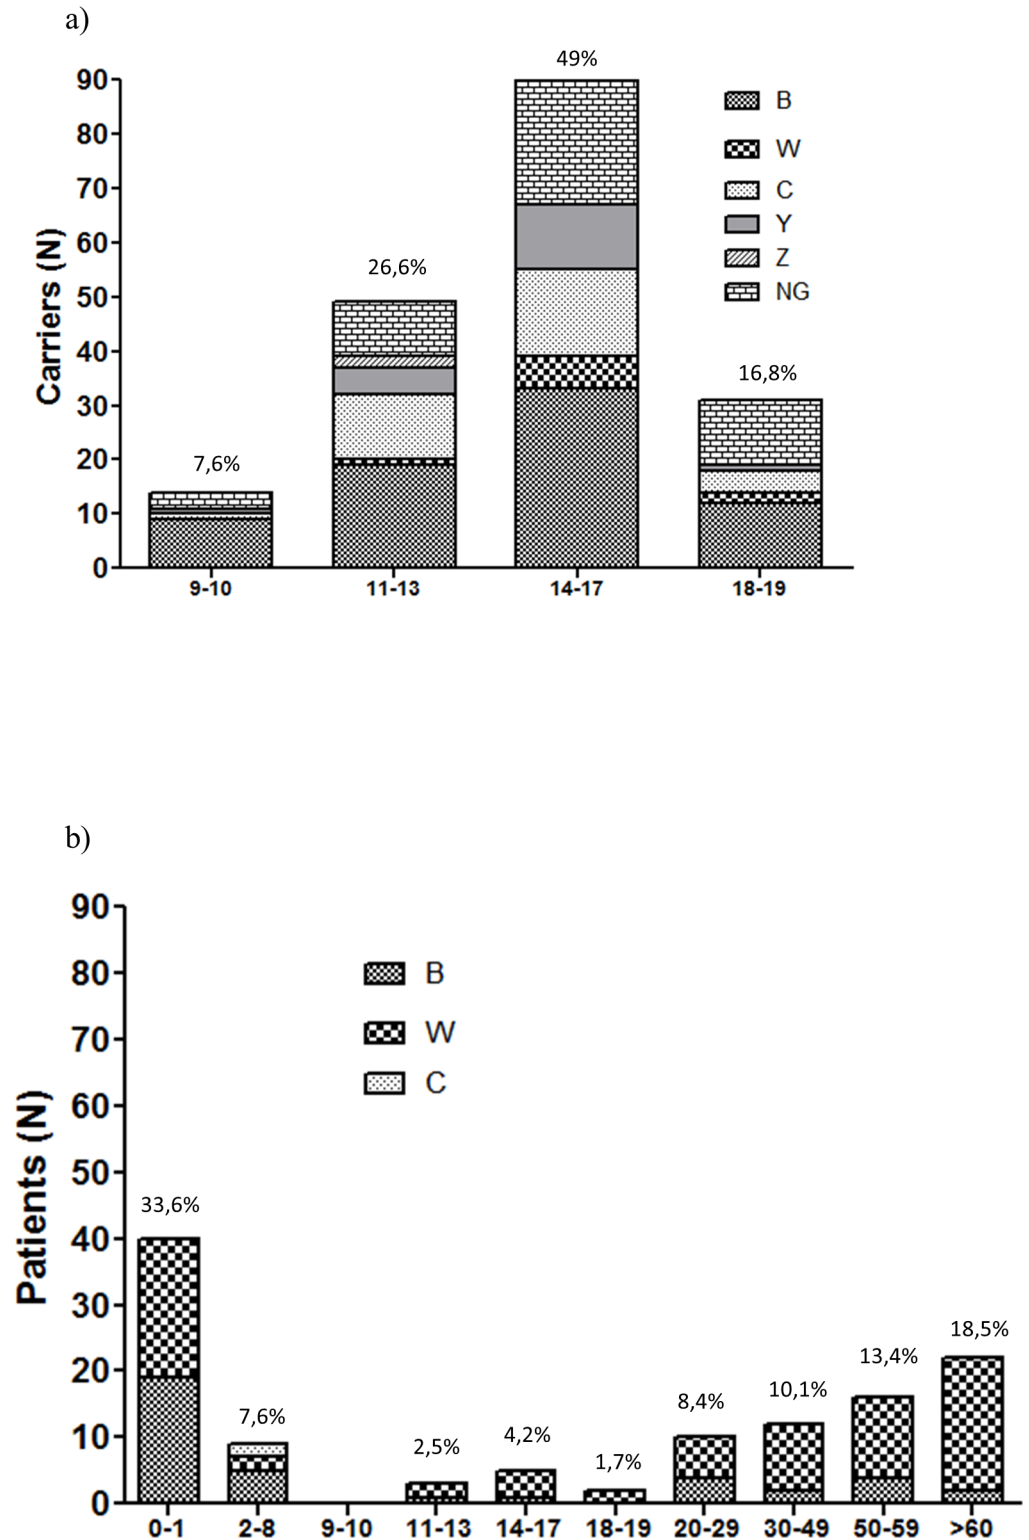 a)
49%
90
80
70
60
50
40
30
20
10
0
Carriers (N)
7,6%
26,6%
16,8%
B
W
C
Y
Z
NG
9-10 11-13 14-17 18-19
b)
90
80
70
60
50
40
30
20
10
0
Patients (N)
B
W
C
33,6%
7,6%
2,5%
4,2%
1,7%
8,4%
10,1%
13,4%
18,5%
0-1 2-8 9-10 11-13 14-17 18-19 20-29 30-49 50-59 >60